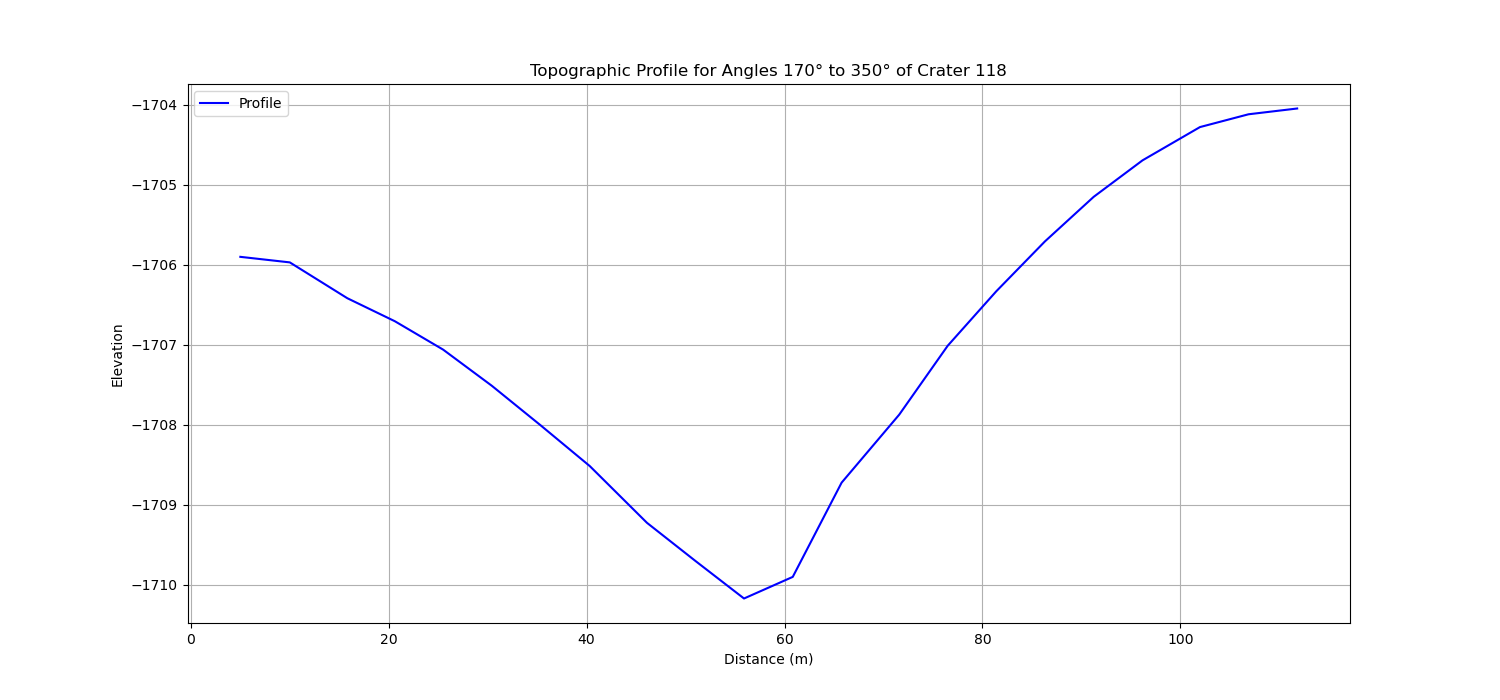 Topographic Profile for Angles 170° to 350° of Crater 118
Profile
−1704
−1705
−1706
−1707
−1708
−1709
−1710
Elevation
0 20 40 60 80 100
Distance (m)